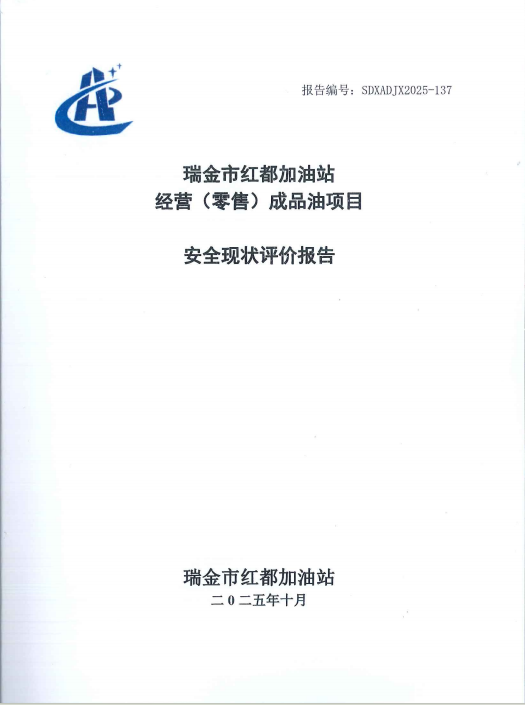 报告编号：SDXADJX2025-137
瑞金市红都加油站
经营（零售）成品油项目
安全现状评价报告
瑞金市红都加油站
二0二五年十月